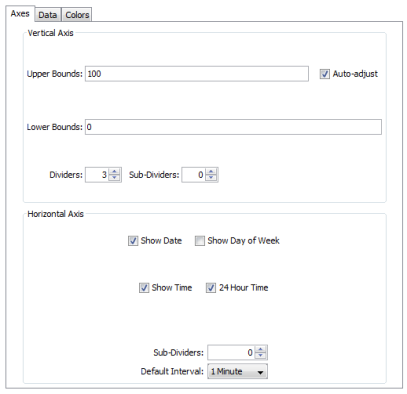 Axes Data Colors
Vertical Axis
Upper Bounds: 100 Auto-adjust
Lower Bounds: 0
Dividers: 3 Sub-Dividers: 0
Horizontal Axis
Show Date Show Day of Week
Show Time 24 Hour Time
Sub-Dividers: 0
Default Interval: 1 Minute